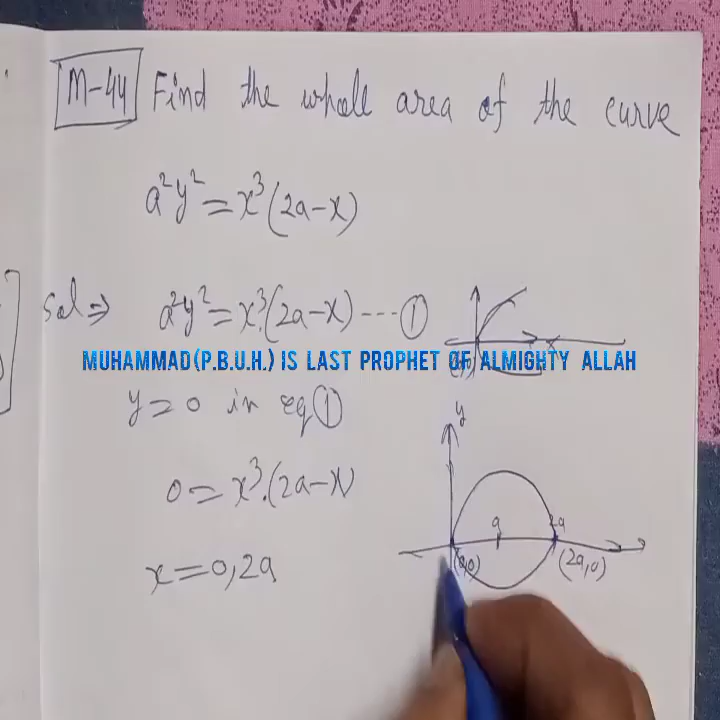 M-44 Find the whole area of the curve
a²y² = x³(2a-x)
Sol ⇒ a²y² = x³.(2a-x) --- ①
MUHAMMAD(P.B.U.H.) IS LAST PROPHET OF ALMIGHTY ALLAH
y = 0 in eq ①
0 = x³.(2a-x)
x = 0, 2a
y
a 2a
(0,0) (2a,0)